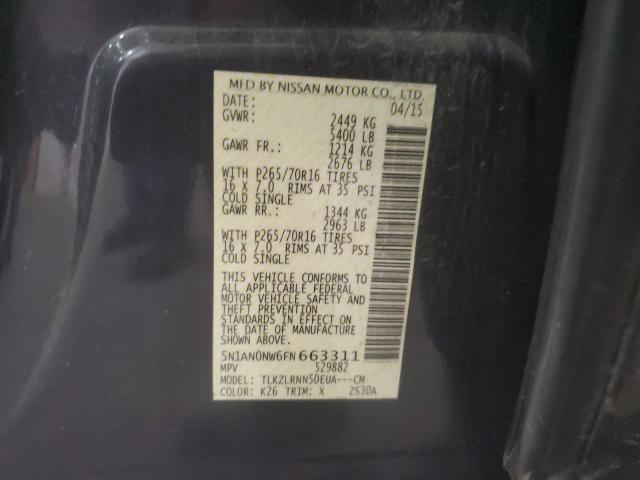 MFD BY NISSAN MOTOR CO., LTD.
DATE: 04/15
GVWR: 2449 KG
5400 LB
GAWR FR.: 1214 KG
2676 LB
WITH P265/70R16 TIRES
16 X 7.0 RIMS AT 35 PSI
COLD SINGLE
GAWR RR.: 1344 KG
2963 LB
WITH P265/70R16 TIRES
16 X 7.0 RIMS AT 35 PSI
COLD SINGLE
THIS VEHICLE CONFORMS TO
ALL APPLICABLE FEDERAL
MOTOR VEHICLE SAFETY AND
THEFT PREVENTION
STANDARDS IN EFFECT ON
THE DATE OF MANUFACTURE
SHOWN ABOVE.
5N1AN0NW6FN663311
MPV 529882
MODEL: TLKZLRNN50EUA---CM
COLOR: K26 TRIM: X 2S30A